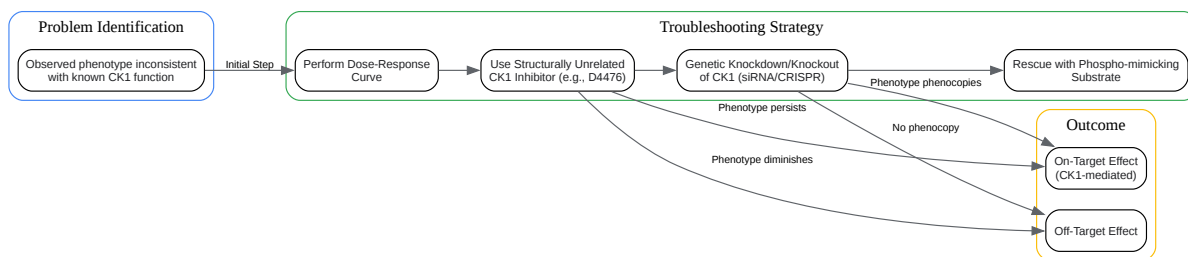 Problem Identification
Observed phenotype inconsistent
with known CK1 function
Initial Step
Troubleshooting Strategy
Perform Dose-Response
Curve
Use Structurally Unrelated
CK1 Inhibitor (e.g., D4476)
Genetic Knockdown/Knockout
of CK1 (siRNA/CRISPR)
Rescue with Phospho-mimicking
Substrate
Phenotype phenocopies
Phenotype persists
No phenocopy
Phenotype diminishes
Outcome
On-Target Effect
(CK1-mediated)
Off-Target Effect